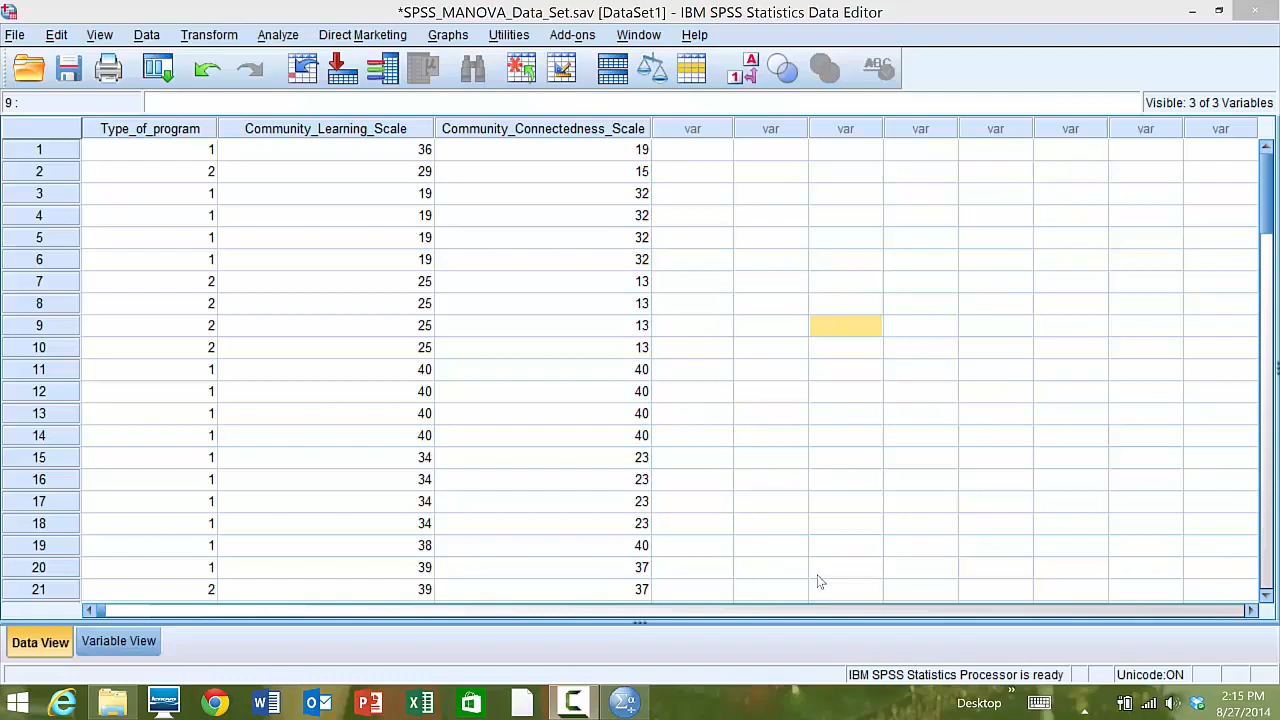 *SPSS_MANOVA_Data_Set.sav [DataSet1] - IBM SPSS Statistics Data Editor
File Edit View Data Transform Analyze Direct Marketing Graphs Utilities Add-ons Window Help
A
1
ABC
9 : Visible: 3 of 3 Variables
Type_of_program Community_Learning_Scale Community_Connectedness_Scale var var var var var var var var
1 1 36 19
2 2 29 15
3 1 19 32
4 1 19 32
5 1 19 32
6 1 19 32
7 2 25 13
8 2 25 13
9 2 25 13
10 2 25 13
11 1 40 40
12 1 40 40
13 1 40 40
14 1 40 40
15 1 34 23
16 1 34 23
17 1 34 23
18 1 34 23
19 1 38 40
20 1 39 37
21 2 39 37
Data View Variable View
IBM SPSS Statistics Processor is ready Unicode:ON
Desktop » 2:15 PM
8/27/2014